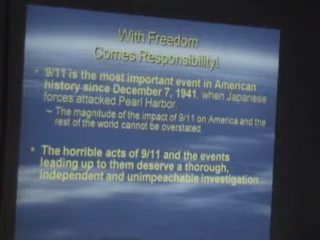 With Freedom
Comes Responsibility!
9/11 is the most important event in American
history since December 7, 1941, when Japanese
forces attacked Pearl Harbor.
– The magnitude of the impact of 9/11 on America and the
rest of the world cannot be overstated.
The horrible acts of 9/11 and the events
leading up to them deserve a thorough,
independent and unimpeachable investigation.